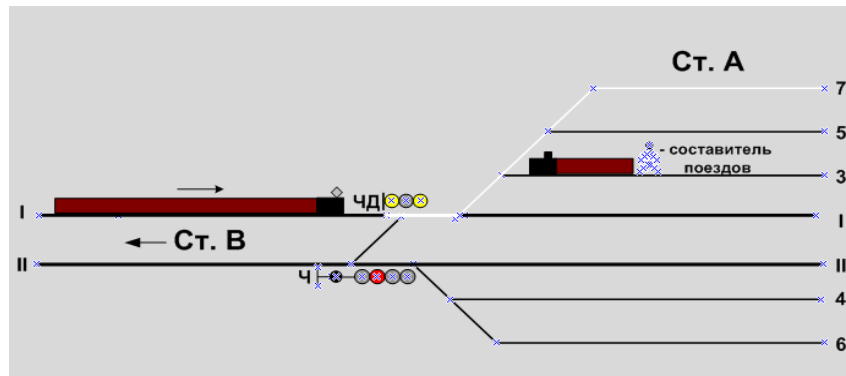 Ст. А
7
5
- составитель
поездов
3
ЧД
I
I
Ст. В
II
II
Ч
4
6